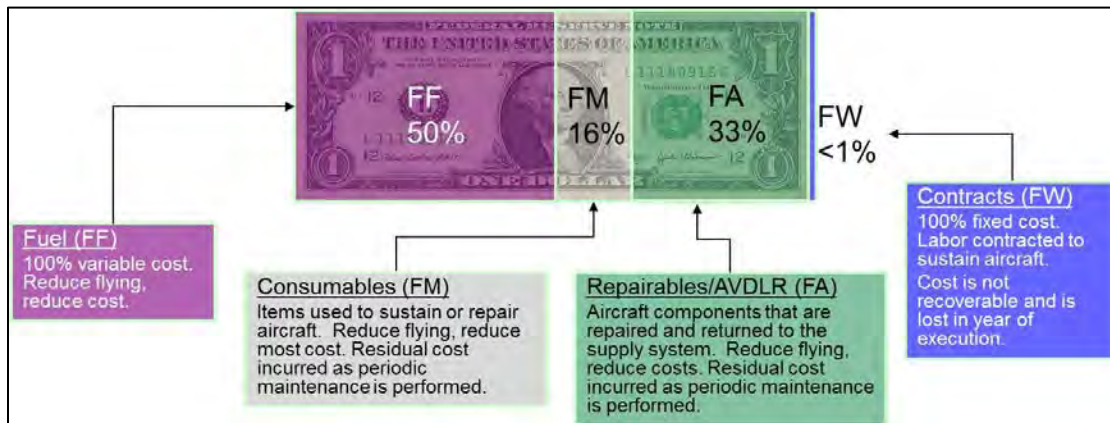 THE UNITED STATES OF AMERICA
FF
50%
FM
16%
FA
33%
FW
<1%
12
12
ONE DOLLAR
Fuel (FF)
100% variable cost.
Reduce flying,
reduce cost.
Consumables (FM)
Items used to sustain or repair
aircraft.  Reduce flying, reduce
most cost. Residual cost
incurred as periodic
maintenance is performed.
Repairables/AVDLR (FA)
Aircraft components that are
repaired and returned to the
supply system.  Reduce flying,
reduce costs. Residual cost
incurred as periodic maintenance
is performed.
Contracts (FW)
100% fixed cost.
Labor contracted to
sustain aircraft.
Cost is not
recoverable and is
lost in year of
execution.